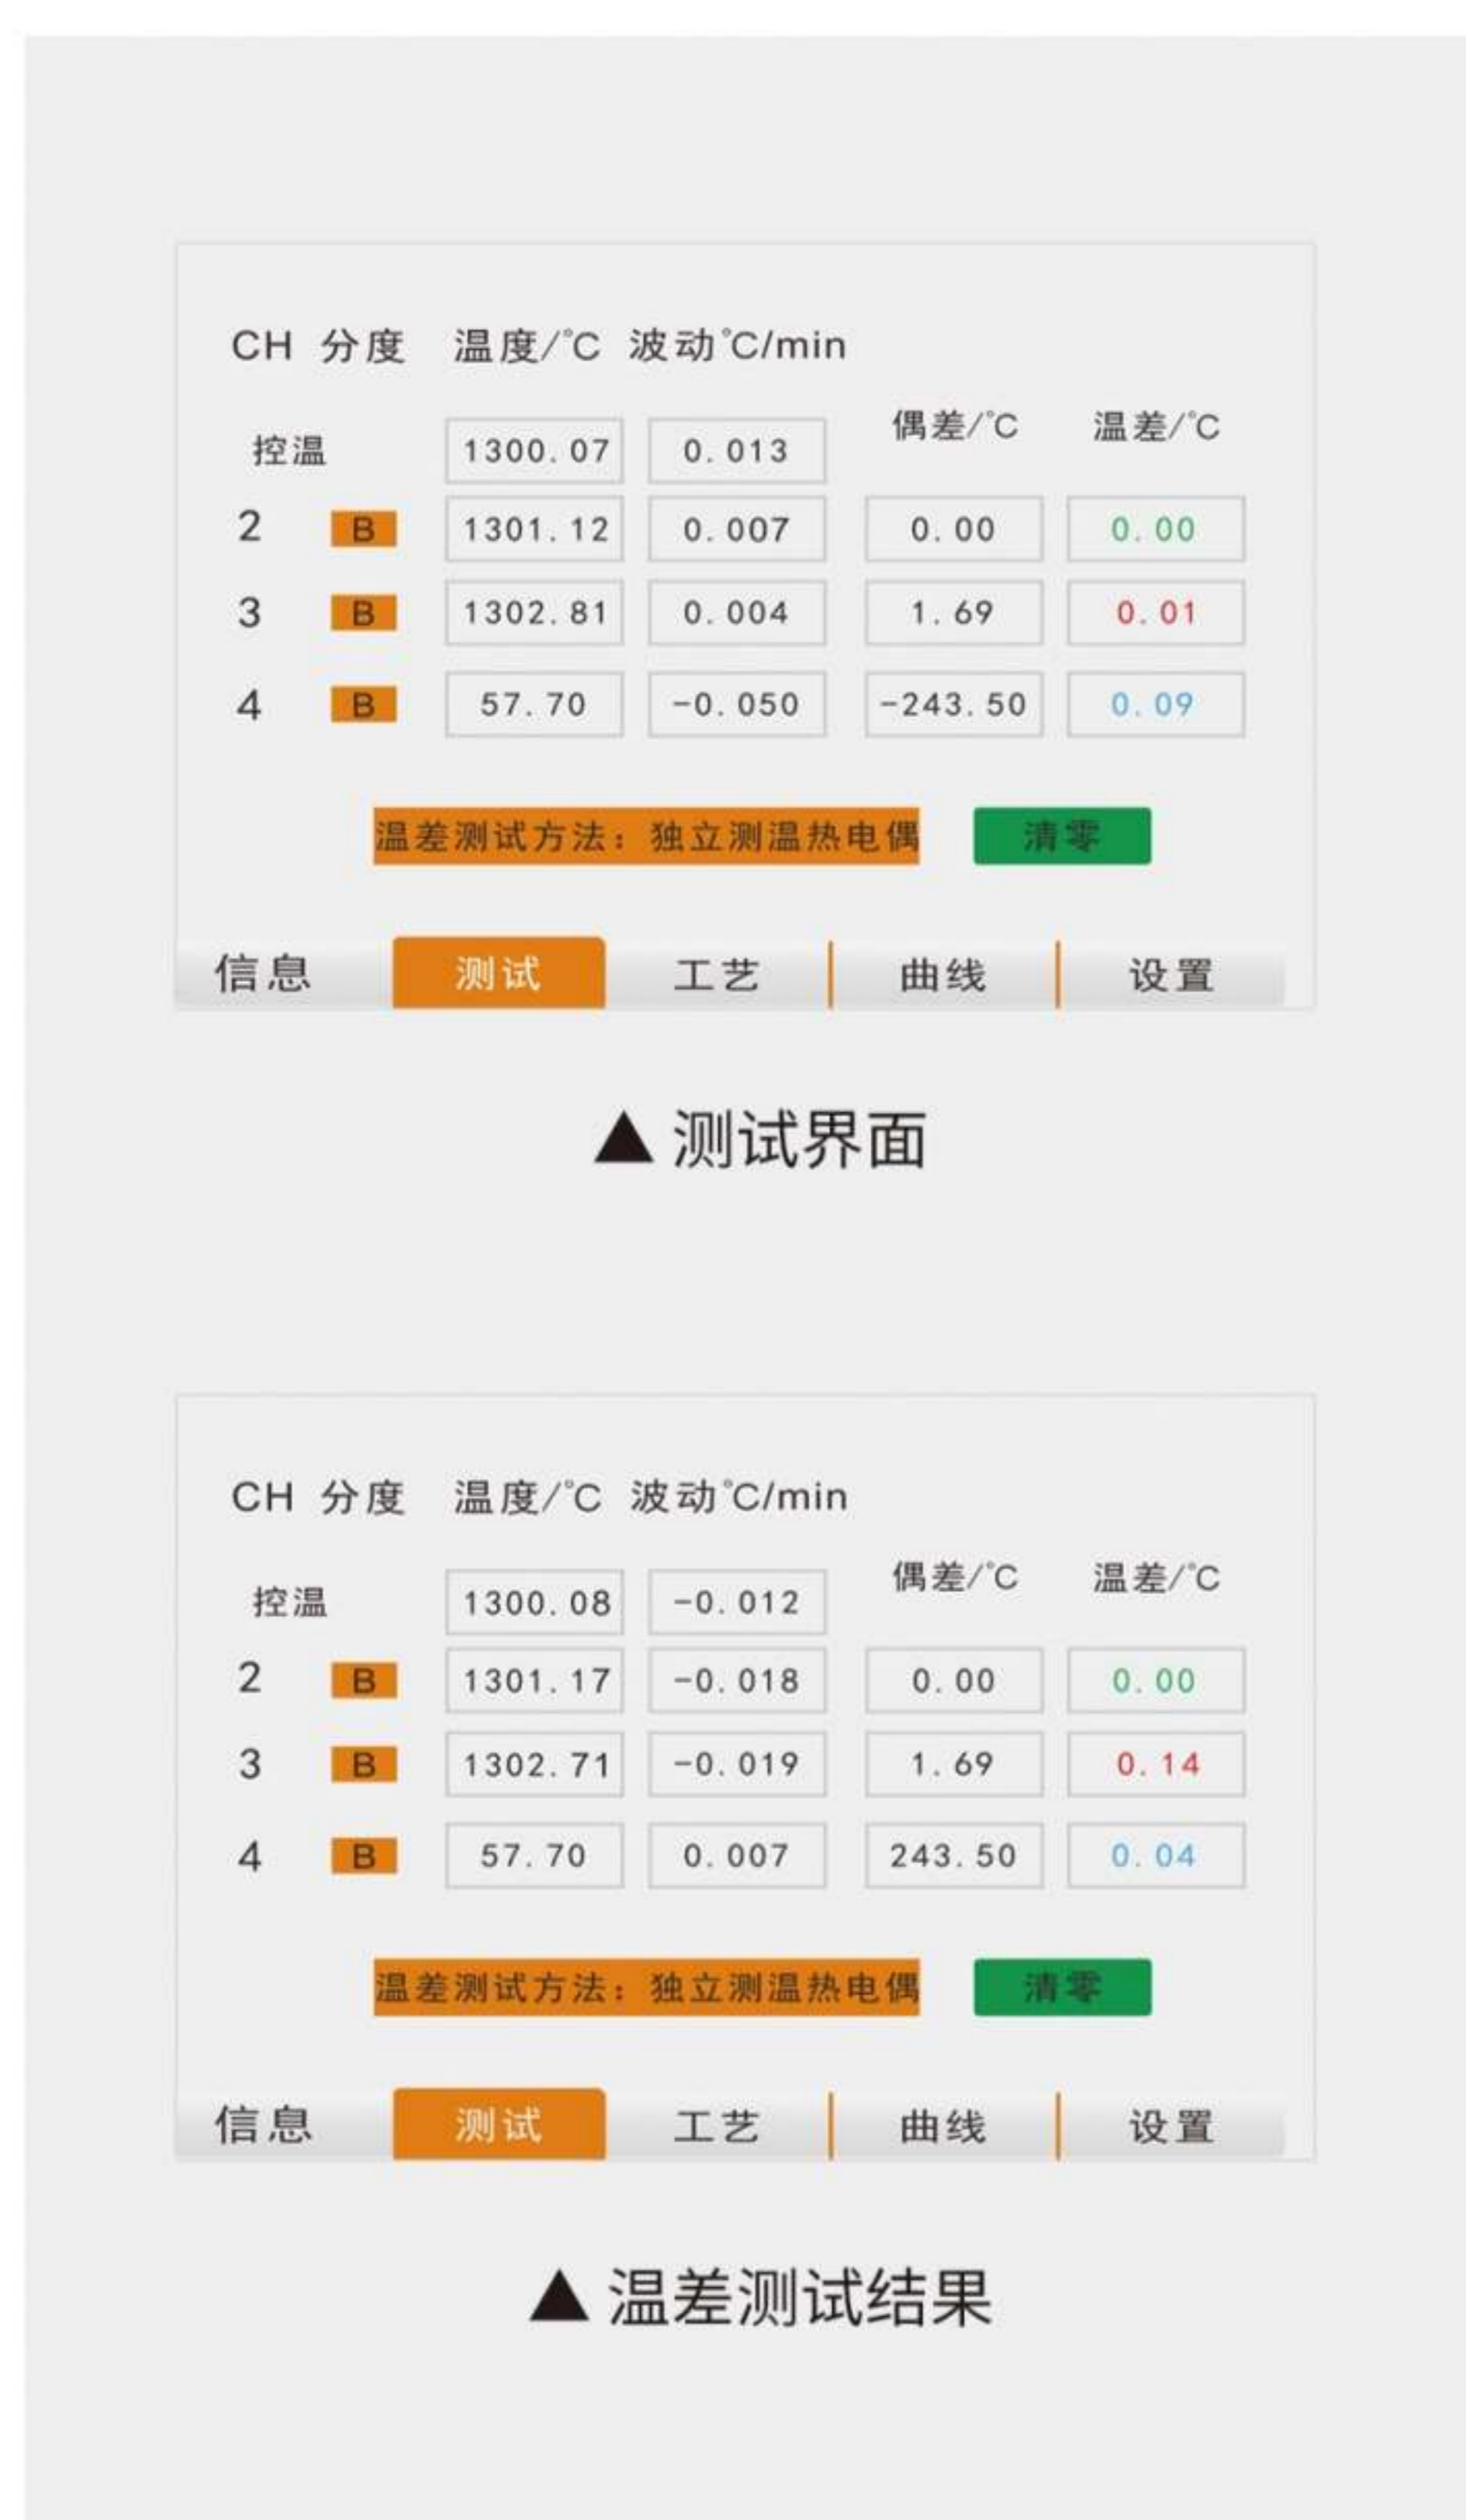 CH 分度 温度/℃ 波动℃/min
偶差/℃ 温差/℃
控温 1300.07 0.013
2 B 1301.12 0.007 0.00 0.00
3 B 1302.81 0.004 1.69 0.01
4 B 57.70 -0.050 -243.50 0.09
温差测试方法：独立测温热电偶 清零
信息 测试 工艺 曲线 设置
▲ 测试界面
CH 分度 温度/℃ 波动℃/min
偶差/℃ 温差/℃
控温 1300.08 -0.012
2 B 1301.17 -0.018 0.00 0.00
3 B 1302.71 -0.019 1.69 0.14
4 B 57.70 0.007 243.50 0.04
温差测试方法：独立测温热电偶 清零
信息 测试 工艺 曲线 设置
▲ 温差测试结果